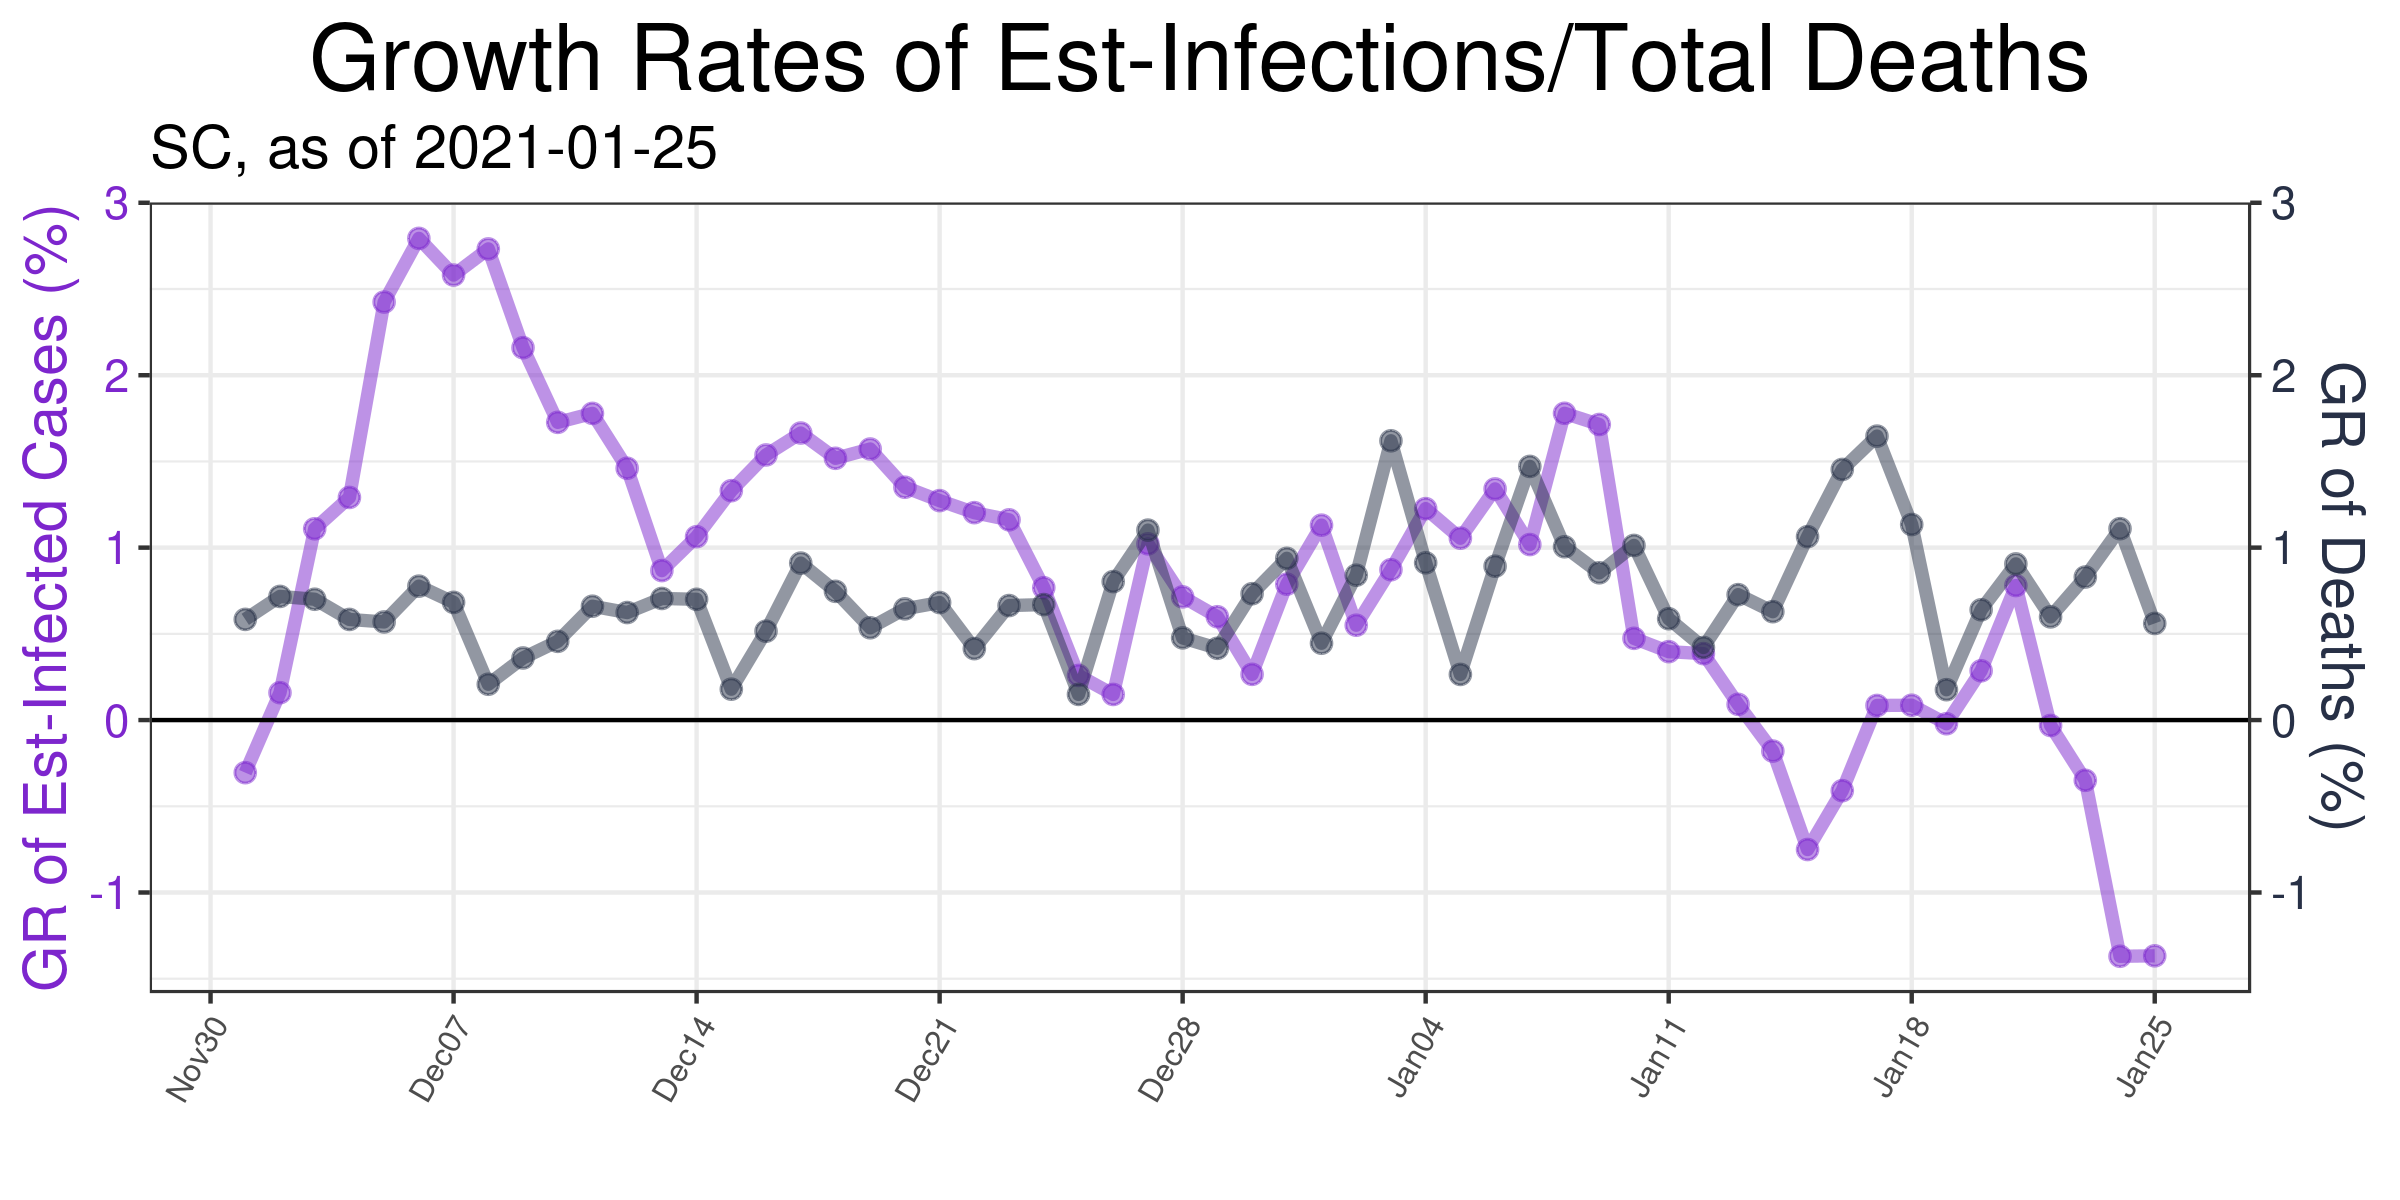 Growth Rates of Est-Infections/Total Deaths
SC, as of 2021-01-25
GR of Est-Infected Cases (%)
3
2
1
0
-1
3
2
1
0
-1
GR of Deaths (%)
Nov30
Dec07
Dec14
Dec21
Dec28
Jan04
Jan11
Jan18
Jan25